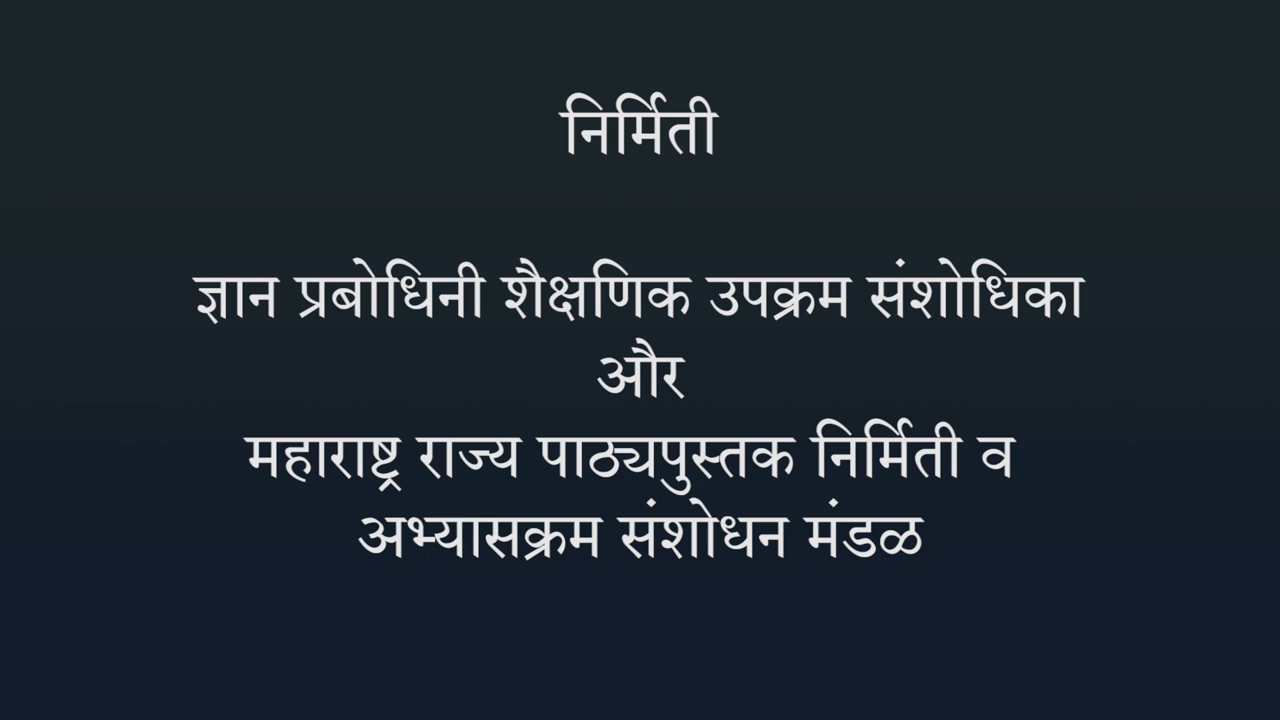 निर्मिती
ज्ञान प्रबोधिनी शैक्षणिक उपक्रम संशोधिका
और
महाराष्ट्र राज्य पाठ्यपुस्तक निर्मिती व
अभ्यासक्रम संशोधन मंडळ